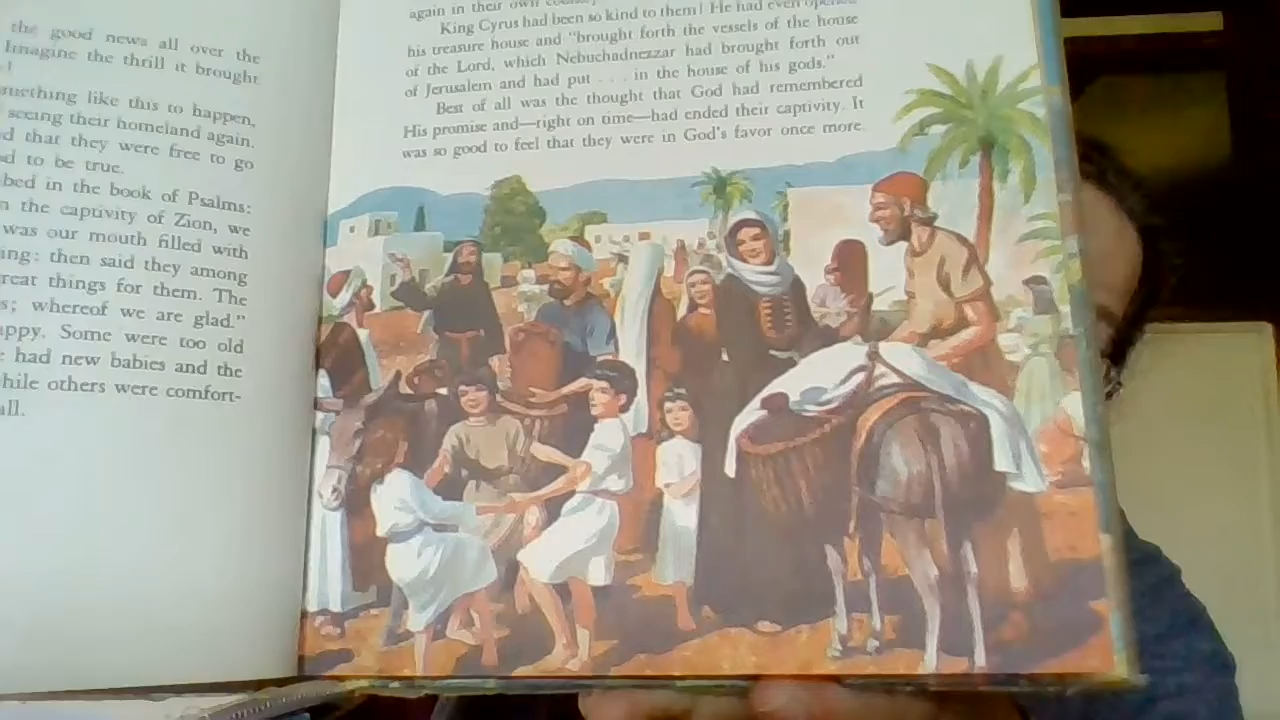 the good news all over the
Imagine the thrill it brought
!
mething like this to happen,
seeing their homeland again.
d that they were free to go
d to be true.
bed in the book of Psalms:
n the captivity of Zion, we
was our mouth filled with
ing: then said they among
reat things for them. The
s; whereof we are glad."
appy. Some were too old
had new babies and the
hile others were comfort-
all.
again in their own
King Cyrus had been so kind to them! He had even opened
his treasure house and "brought forth the vessels of the house
of the Lord, which Nebuchadnezzar had brought forth out
of Jerusalem and had put . . . in the house of his gods."
Best of all was the thought that God had remembered
His promise and—right on time—had ended their captivity. It
was so good to feel that they were in God's favor once more.